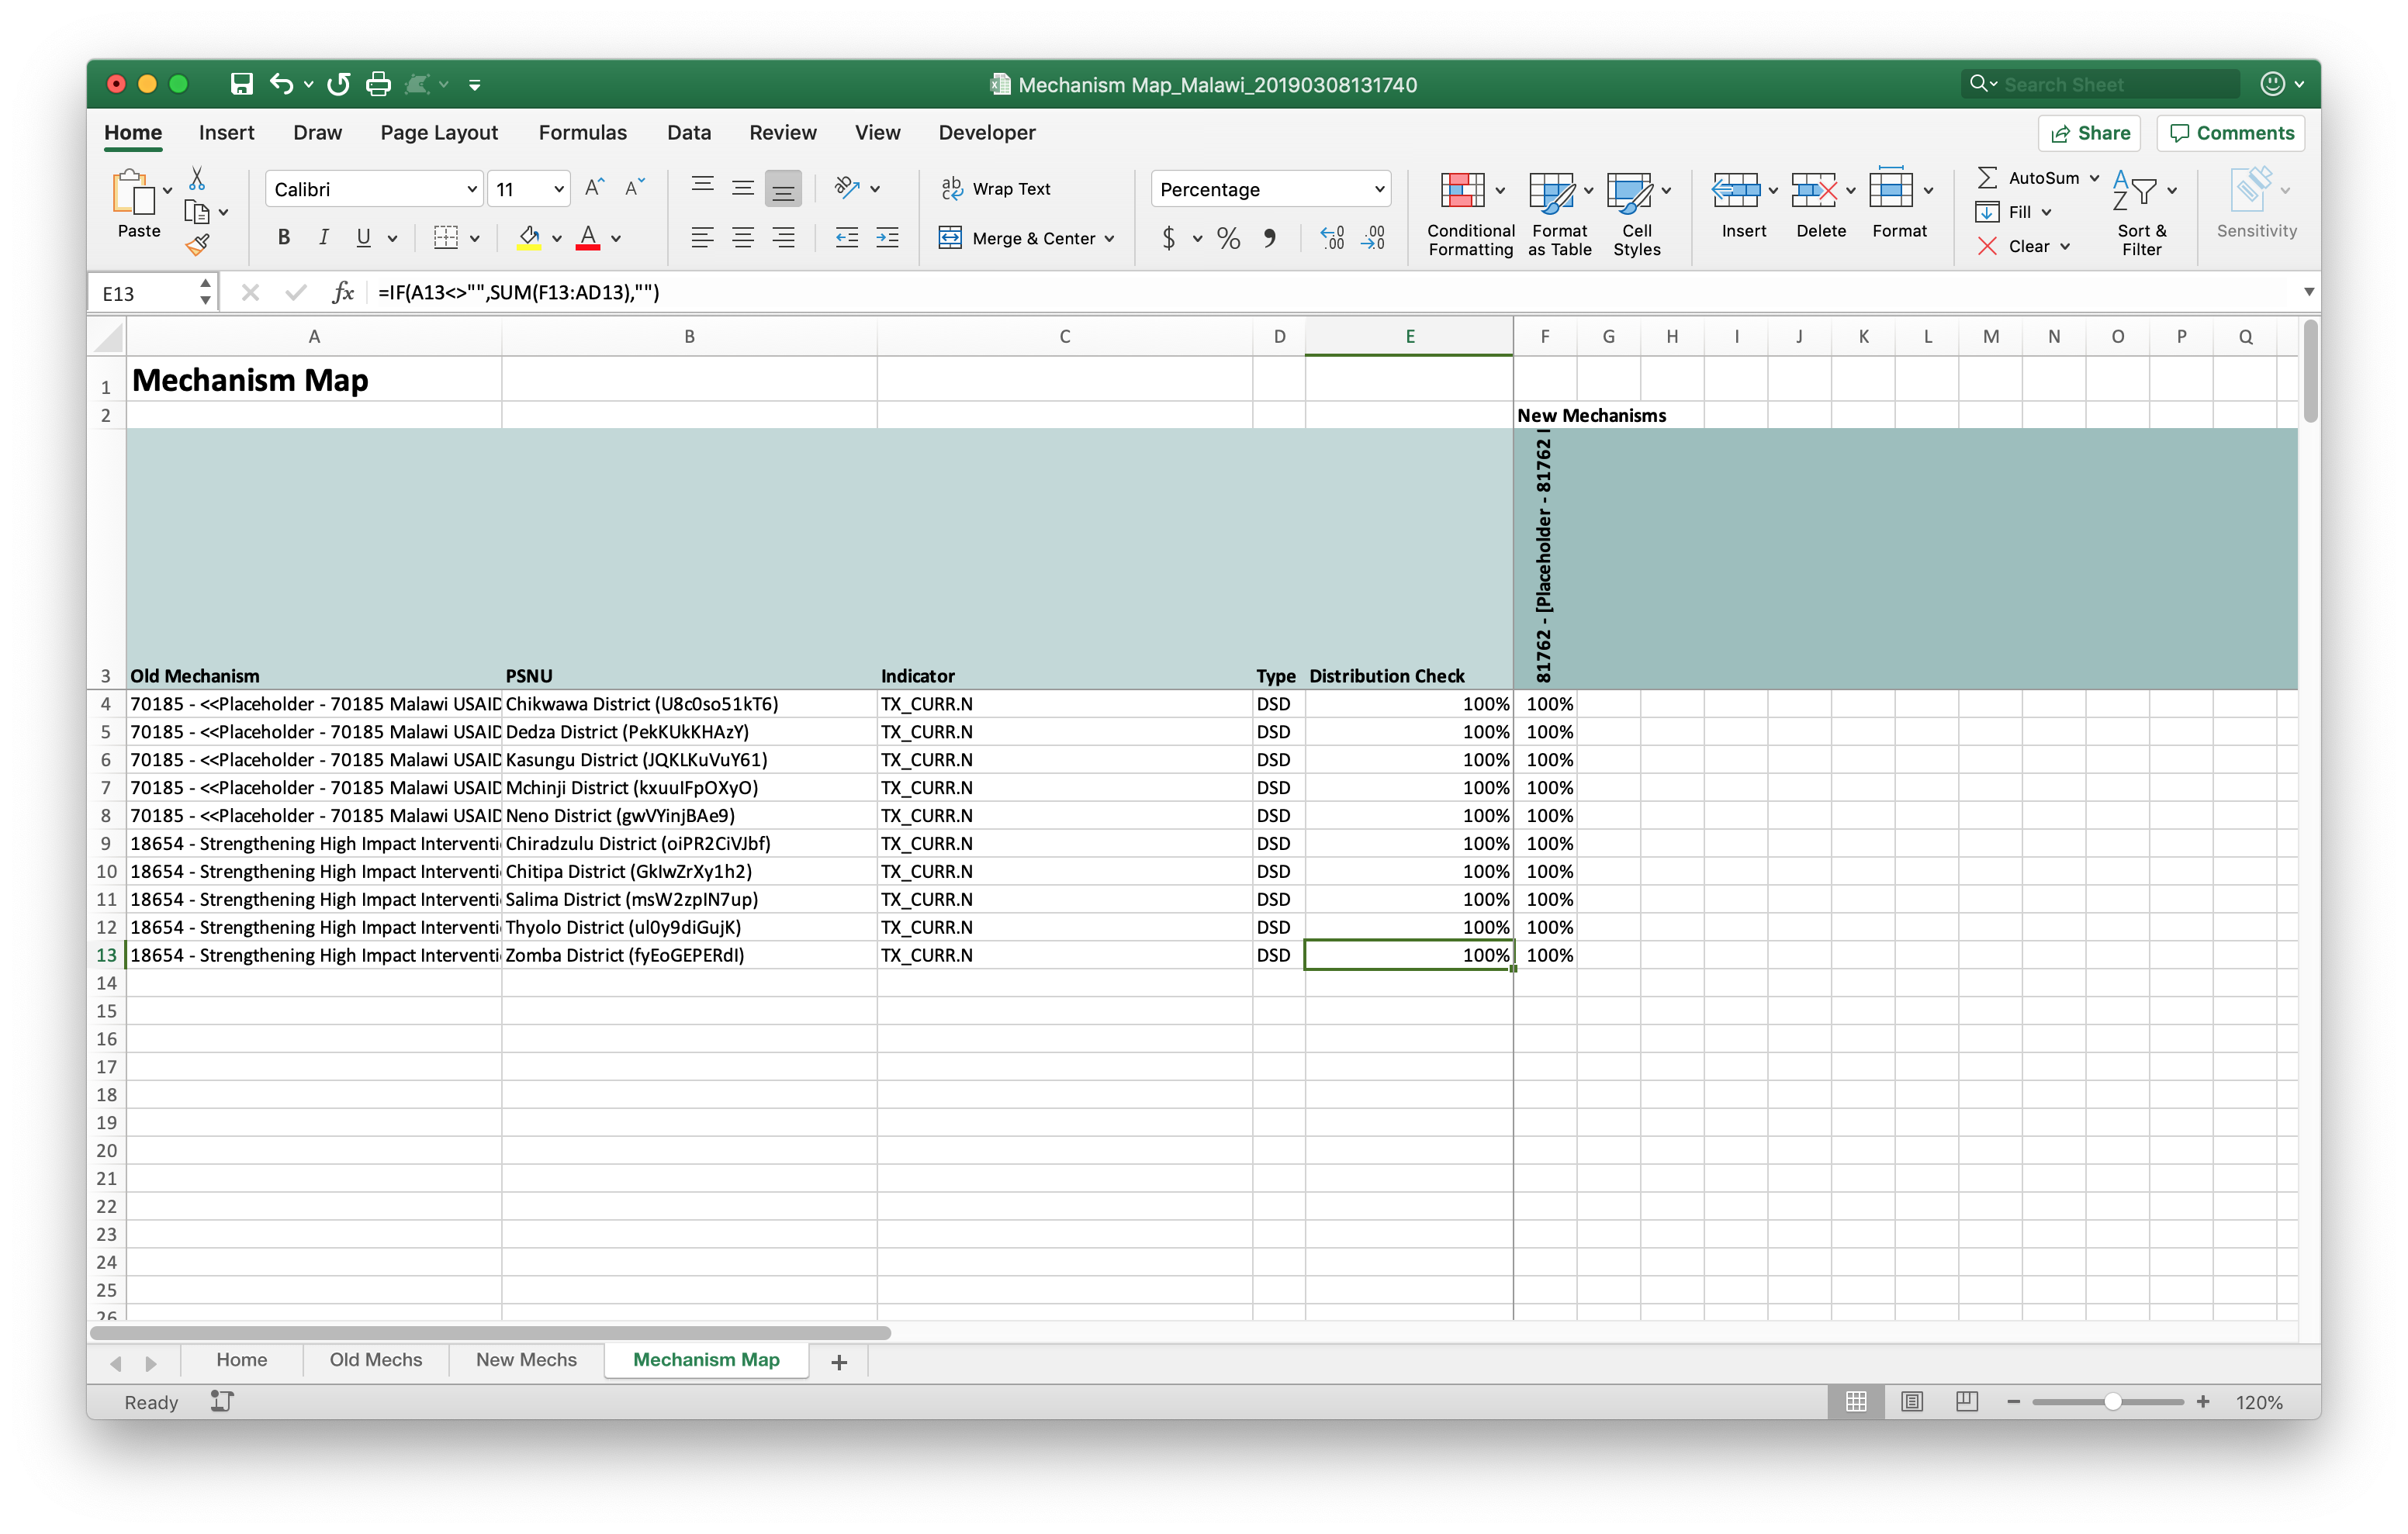 Mechanism Map_Malawi_20190308131740
Search Sheet
Home Insert Draw Page Layout Formulas Data Review View Developer Share Comments
Paste
Calibri 11
B I U
Wrap Text
Merge & Center
Percentage
Conditional Formatting
Format as Table
Cell Styles
Insert
Delete
Format
AutoSum
Fill
Clear
Sort & Filter
Sensitivity
E13 fx =IF(A13<>"",SUM(F13:AD13),"")
A B C D E F G H I J K L M N O P Q
1 Mechanism Map
2 New Mechanisms
81762 - [Placeholder - 81762
3 Old Mechanism PSNU Indicator Type Distribution Check
4 70185 - <<Placeholder - 70185 Malawi USAID Chikwawa District (U8c0so51kT6) TX_CURR.N DSD 100% 100%
5 70185 - <<Placeholder - 70185 Malawi USAID Dedza District (PekKUkKHAzY) TX_CURR.N DSD 100% 100%
6 70185 - <<Placeholder - 70185 Malawi USAID Kasungu District (JQKLKuVuY61) TX_CURR.N DSD 100% 100%
7 70185 - <<Placeholder - 70185 Malawi USAID Mchinji District (kxuuIFpOXyO) TX_CURR.N DSD 100% 100%
8 70185 - <<Placeholder - 70185 Malawi USAID Neno District (gwVYinjBAe9) TX_CURR.N DSD 100% 100%
9 18654 - Strengthening High Impact Interventi Chiradzulu District (oiPR2CiVJbf) TX_CURR.N DSD 100% 100%
10 18654 - Strengthening High Impact Interventi Chitipa District (GkIwZrXy1h2) TX_CURR.N DSD 100% 100%
11 18654 - Strengthening High Impact Interventi Salima District (msW2zpIN7up) TX_CURR.N DSD 100% 100%
12 18654 - Strengthening High Impact Interventi Thyolo District (ul0y9diGujK) TX_CURR.N DSD 100% 100%
13 18654 - Strengthening High Impact Interventi Zomba District (fyEoGEPERdI) TX_CURR.N DSD 100% 100%
14
15
16
17
18
19
20
21
22
23
24
25
26
Home Old Mechs New Mechs Mechanism Map +
Ready 120%